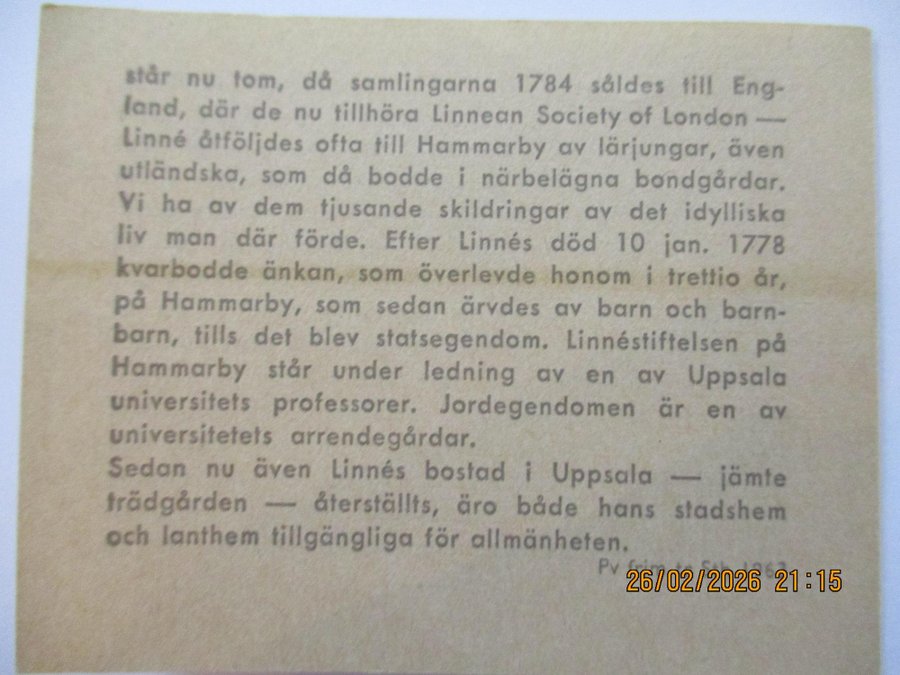 står nu tom, då samlingarna 1784 såldes till Eng-
land, där de nu tillhöra Linnean Society of London —
Linné åtföljdes ofta till Hammarby av lärjungar, även
utländska, som då bodde i närbelägna bondgårdar.
Vi ha av dem tjusande skildringar av det idylliska
liv man där förde. Efter Linnés död 10 jan. 1778
kvarbodde änkan, som överlevde honom i trettio år,
på Hammarby, som sedan ärvdes av barn och barn-
barn, tills det blev statsegendom. Linnéstiftelsen på
Hammarby står under ledning av en av Uppsala
universitets professorer. Jordegendomen är en av
universitetets arrendegårdar.
Sedan nu även Linnés bostad i Uppsala — jämte
trädgården — återställts, äro både hans stadshem
och lanthem tillgängliga för allmänheten.
Pv
26/02/2026 21:15